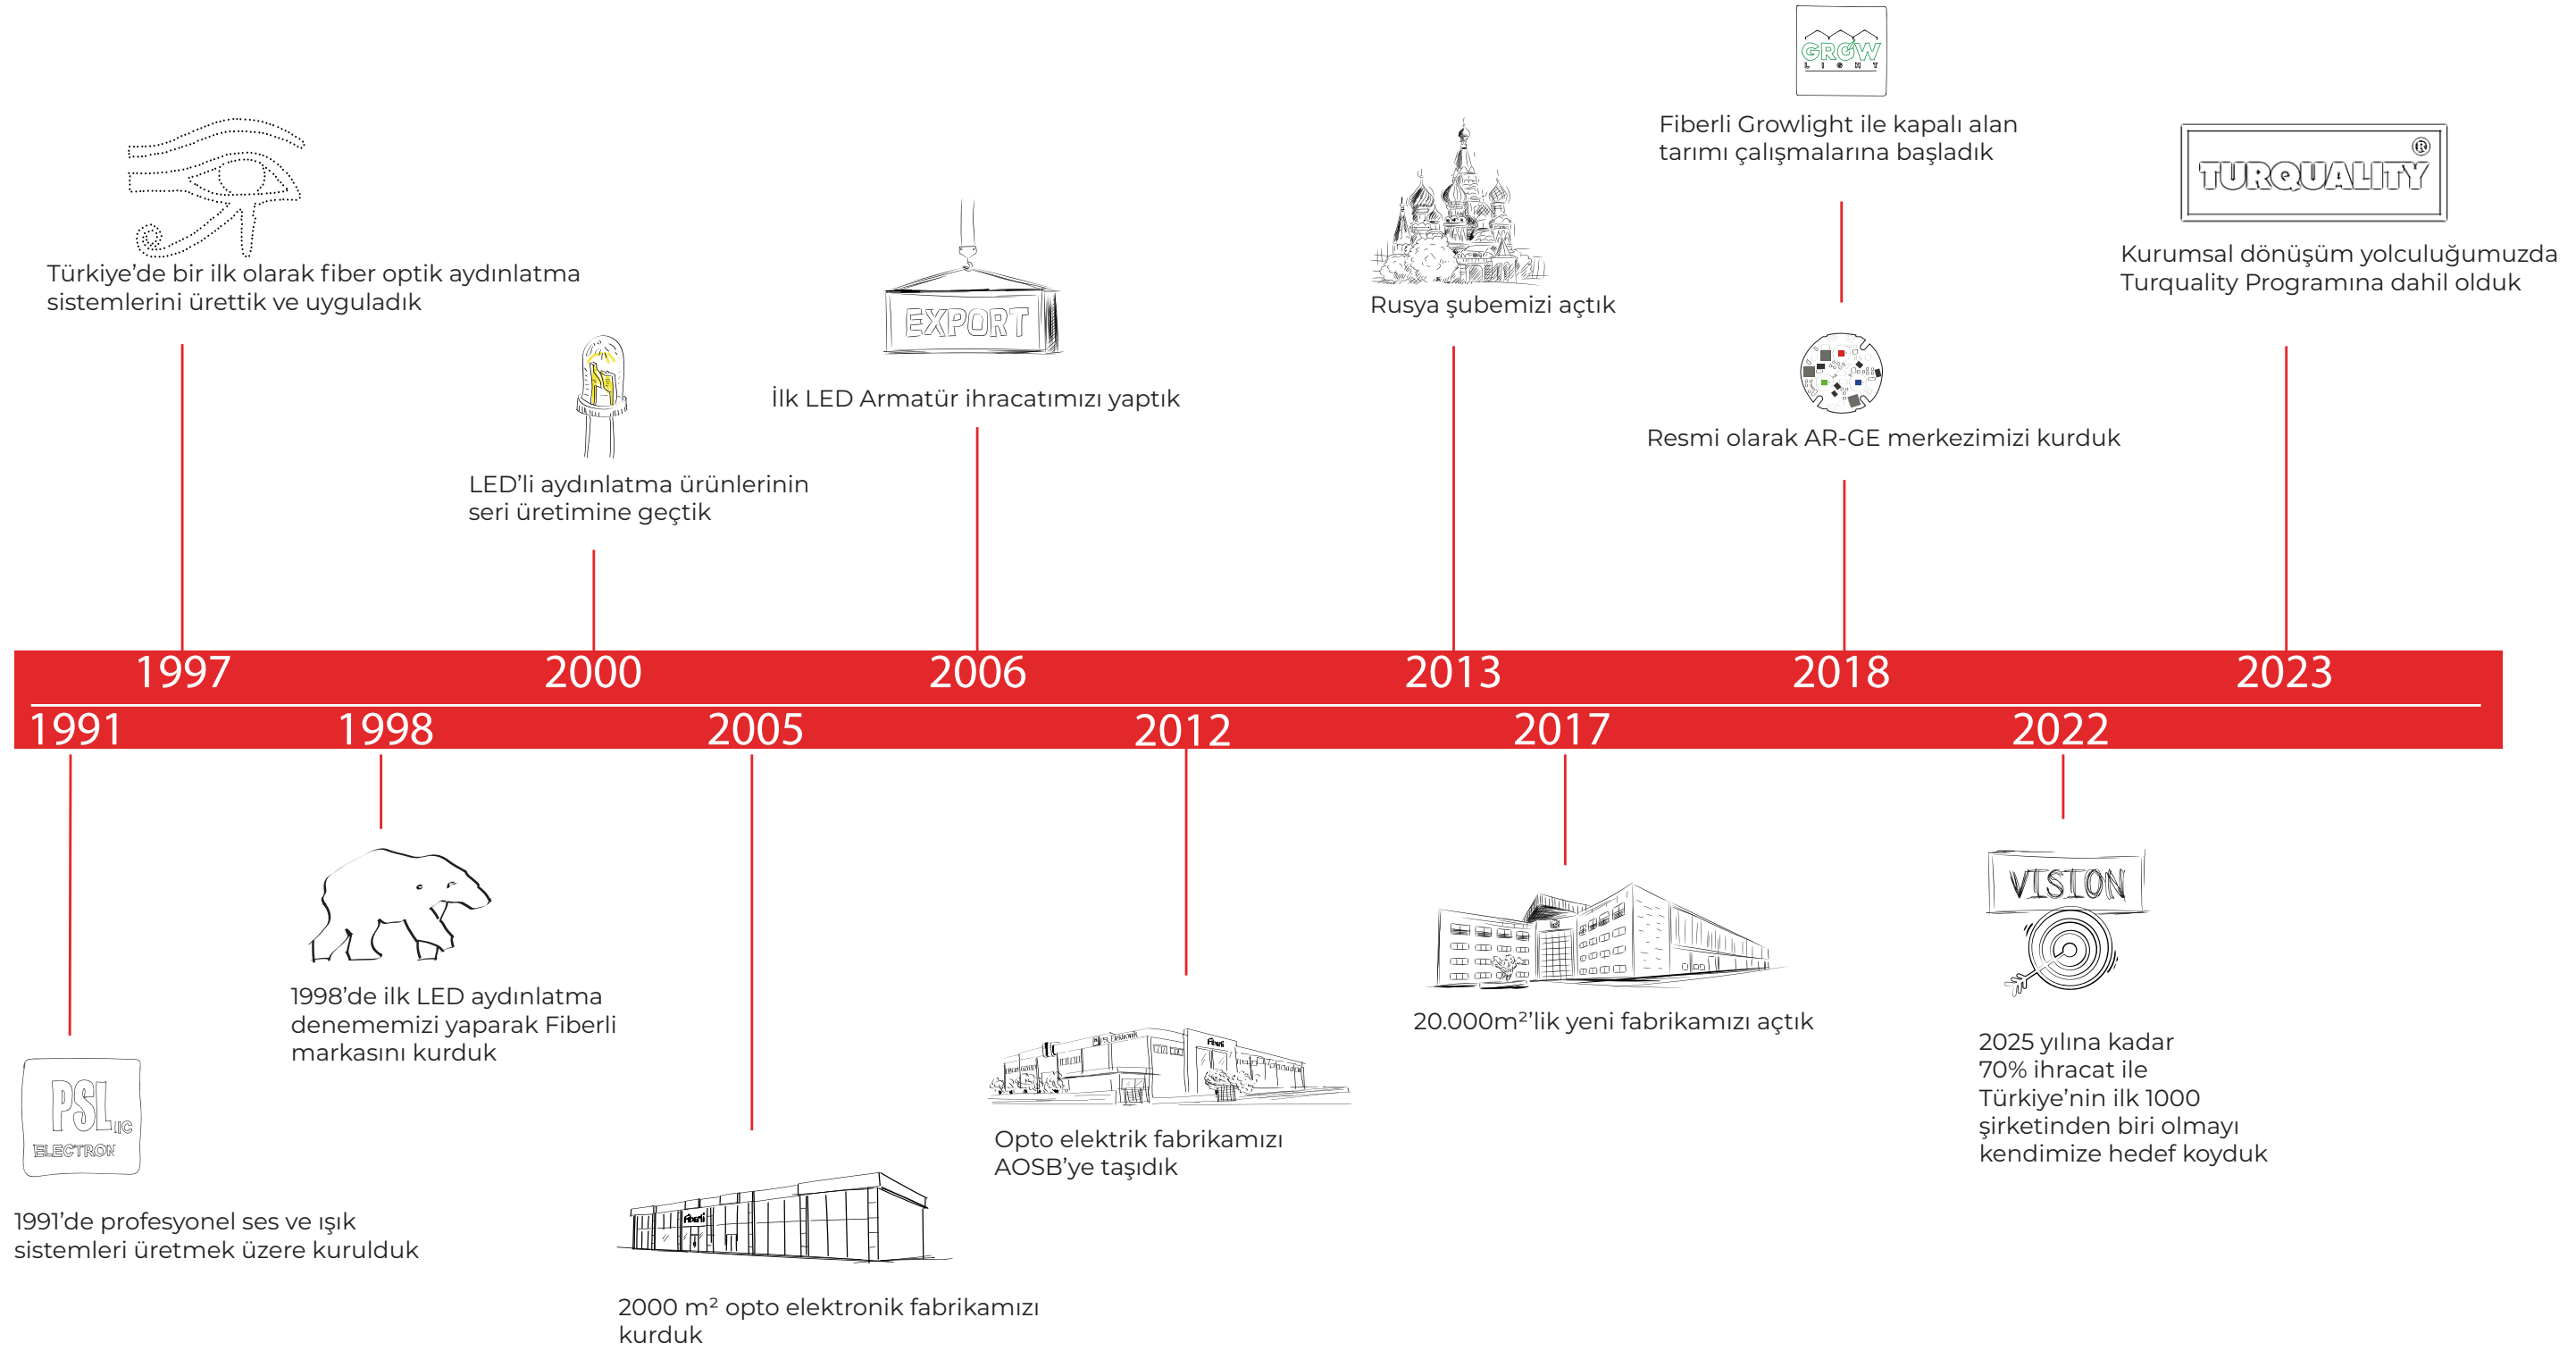 GROW
LIGHT
Fiberli Growlight ile kapalı alan
tarımı çalışmalarına başladık
TURQUALITY®
Kurumsal dönüşüm yolculuğumuzda
Turquality Programına dahil olduk
Türkiye’de bir ilk olarak fiber optik aydınlatma
sistemlerini ürettik ve uyguladık
EXPORT
İlk LED Armatür ihracatımızı yaptık
Rusya şubemizi açtık
Resmi olarak AR-GE merkezimizi kurduk
LED’li aydınlatma ürünlerinin
seri üretimine geçtik
1997 2000 2006 2013 2018 2023
1991 1998 2005 2012 2017 2022
PSL
ELECTRON
1991’de profesyonel ses ve ışık
sistemleri üretmek üzere kurulduk
1998’de ilk LED aydınlatma
denememizi yaparak Fiberli
markasını kurduk
Fiberli
2000 m² opto elektronik fabrikamızı
kurduk
Fiberli
Opto elektrik fabrikamızı
AOSB’ye taşıdık
20.000m²’lik yeni fabrikamızı açtık
VISION
2025 yılına kadar
70% ihracat ile
Türkiye’nin ilk 1000
şirketinden biri olmayı
kendimize hedef koyduk